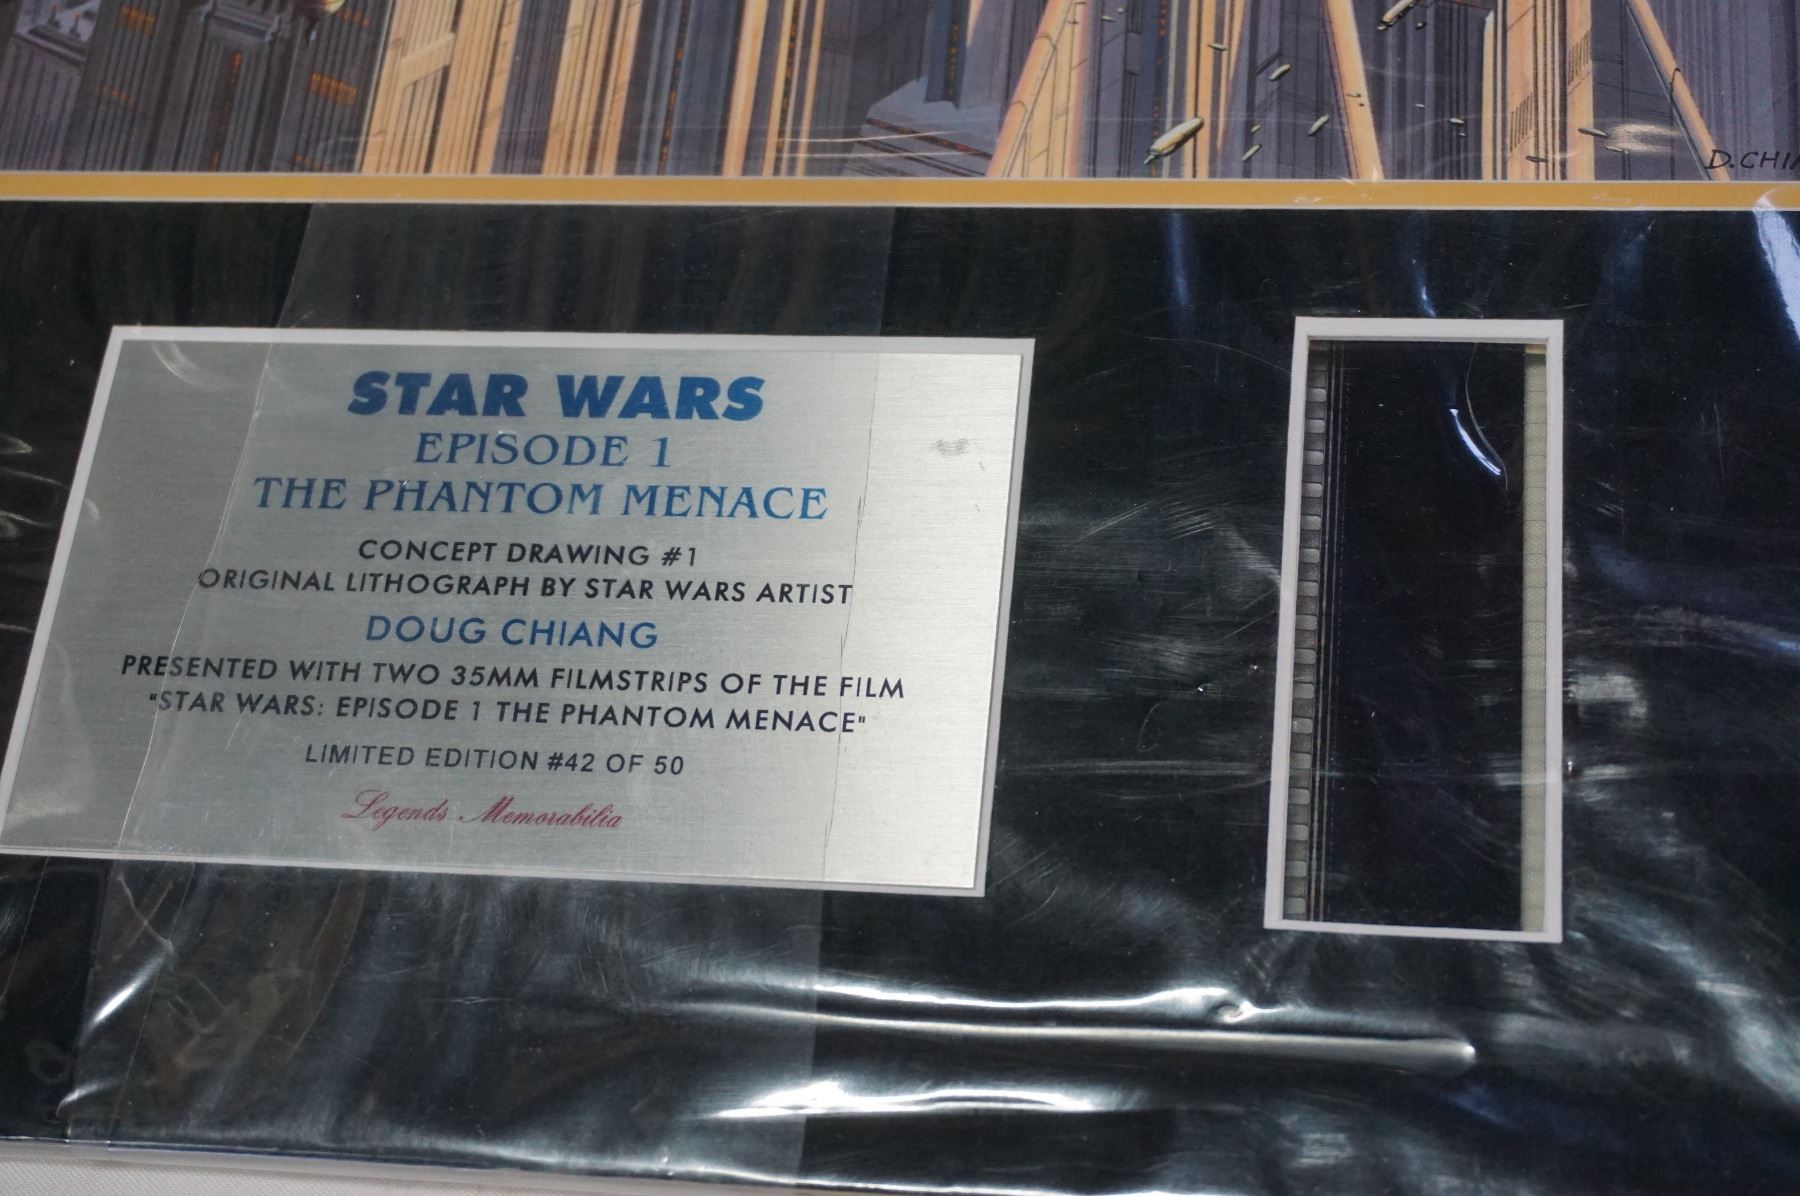 STAR WARS
EPISODE 1
THE PHANTOM MENACE
CONCEPT DRAWING #1
ORIGINAL LITHOGRAPH BY STAR WARS ARTIST
DOUG CHIANG
PRESENTED WITH TWO 35MM FILMSTRIPS OF THE FILM
"STAR WARS: EPISODE 1 THE PHANTOM MENACE"
LIMITED EDITION #42 OF 50
Legends Memorabilia